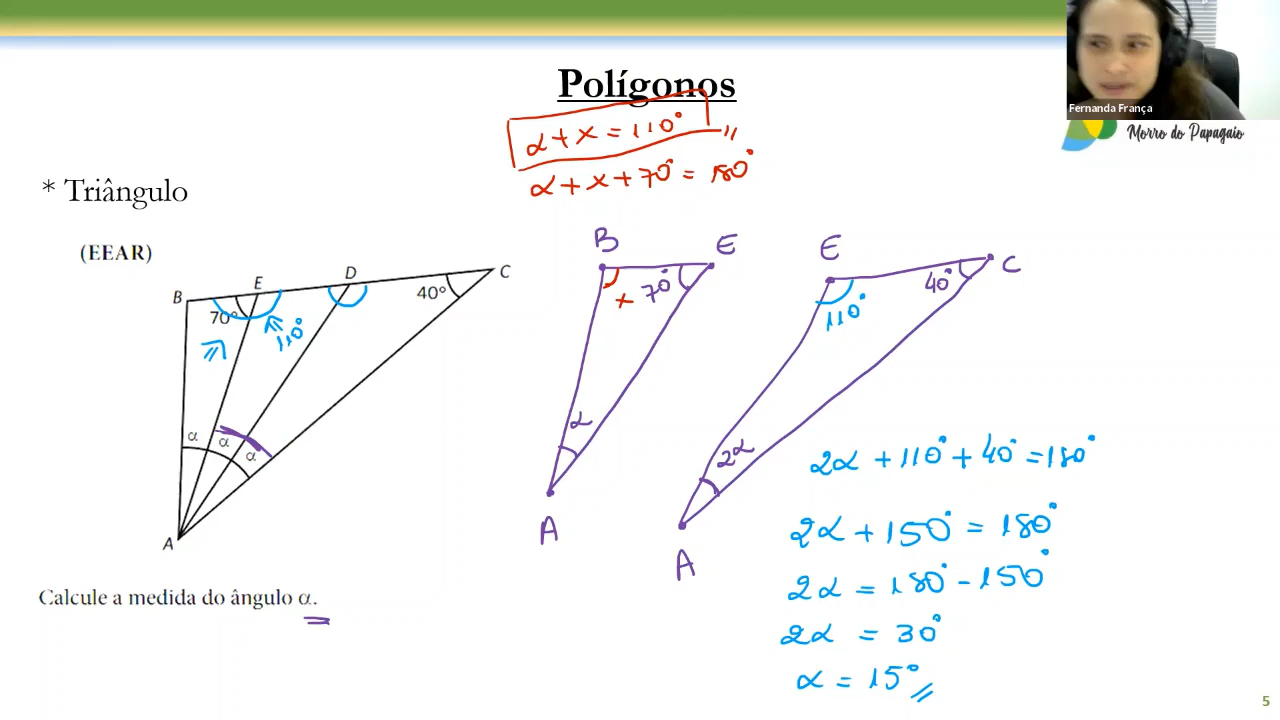 Polígonos
Fernanda França
Morro do Papagaio
α + x = 110°
α + x + 70° = 180°
* Triângulo
(EEAR)
B
E
D
C
70°
110°
40°
α
α
α
A
B
E
x
70°
α
A
E
C
40°
110°
2α
A
2α + 110° + 40° = 180°
2α + 150° = 180°
2α = 180° - 150°
2α = 30°
α = 15°
Calcule a medida do ângulo α.
5